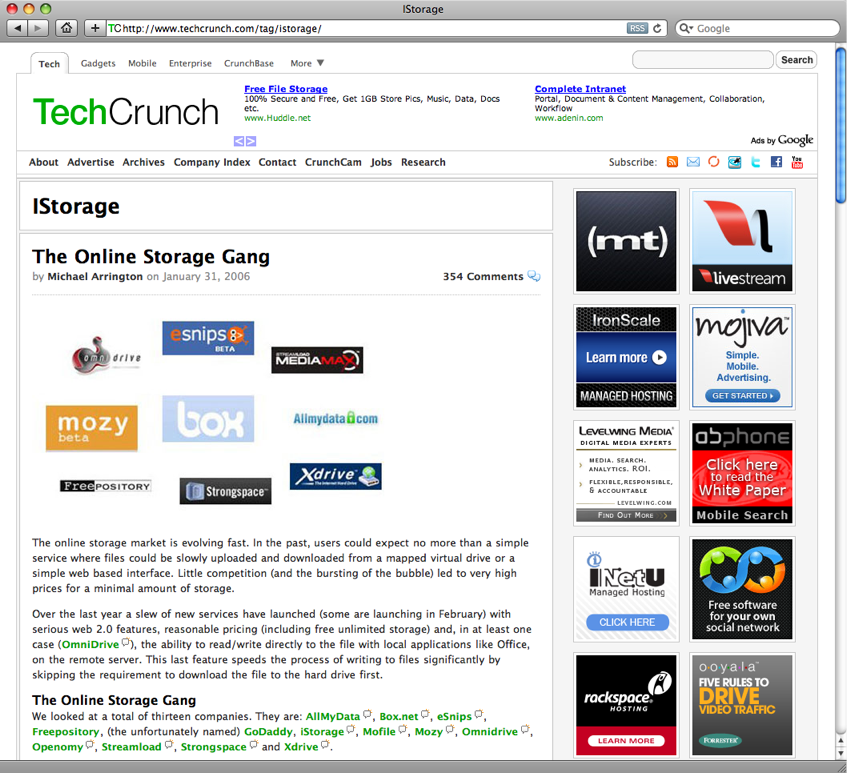 IStorage
TC http://www.techcrunch.com/tag/istorage/
RSS
Google
Tech Gadgets Mobile Enterprise CrunchBase More
Search
TechCrunch
Free File Storage
100% Secure and Free, Get 1GB Store Pics, Music, Data, Docs
etc.
www.Huddle.net
Complete Intranet
Portal, Document & Content Management, Collaboration,
Workflow
www.adenin.com
Ads by Google
About Advertise Archives Company Index Contact CrunchCam Jobs Research
Subscribe:
You
Tube
IStorage
The Online Storage Gang
by Michael Arrington on January 31, 2006
354 Comments
omnidrive
esnips
BETA
STREAMLOAD
MEDIAMAX
mozy
beta
box
Allmydata.com
FREEPOSITORY
Strongspace™
Xdrive™
The Internet Hard Drive
The online storage market is evolving fast. In the past, users could expect no more than a simple
service where files could be slowly uploaded and downloaded from a mapped virtual drive or a
simple web based interface. Little competition (and the bursting of the bubble) led to very high
prices for a minimal amount of storage.
Over the last year a slew of new services have launched (some are launching in February) with
serious web 2.0 features, reasonable pricing (including free unlimited storage) and, in at least one
case (OmniDrive), the ability to read/write directly to the file with local applications like Office,
on the remote server. This last feature speeds the process of writing to files significantly by
skipping the requirement to download the file to the hard drive first.
The Online Storage Gang
We looked at a total of thirteen companies. They are: AllMyData, Box.net, eSnips,
Freepository, (the unfortunately named) GoDaddy, iStorage, Mofile, Mozy, Omnidrive,
Openomy, Streamload, Strongspace and Xdrive.
(mt)
livestream
IronScale
Learn more
MANAGED HOSTING
mojiva™
Simple.
Mobile.
Advertising.
GET STARTED
LEVELWING MEDIA®
DIGITAL MEDIA EXPERTS
MEDIA. SEARCH.
ANALYTICS. ROI.
FLEXIBLE, RESPONSIBLE,
& ACCOUNTABLE
LEVELWING.COM
FIND OUT MORE
abphone
Click here
to read the
White Paper
Mobile Search
INetU
Managed Hosting
CLICK HERE
Free software
for your own
social network
rackspace®
HOSTING
LEARN MORE
ooyala™
FIVE RULES TO
DRIVE
VIDEO TRAFFIC
FORRESTER